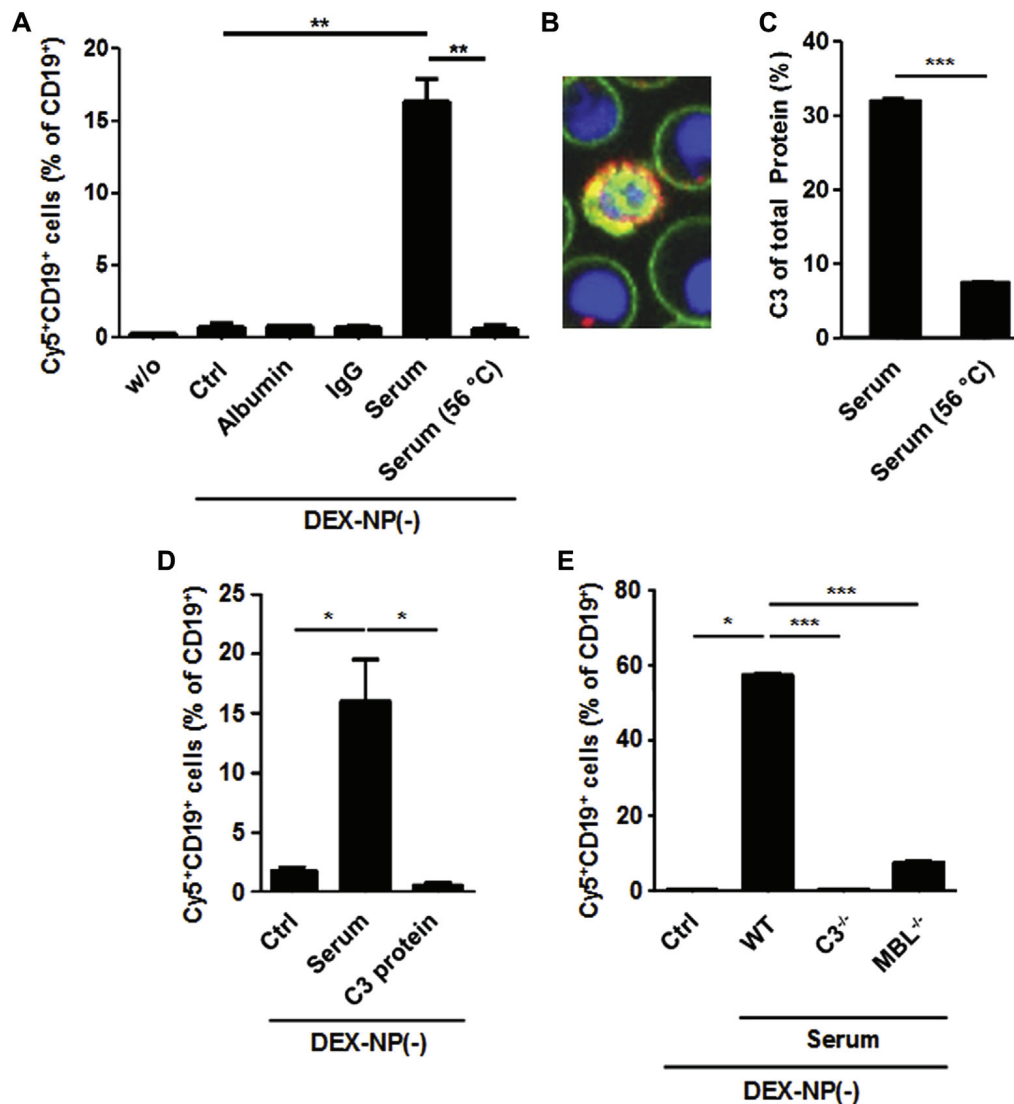 A
Cy5⁺CD19⁺ cells (% of CD19⁺)
20
15
10
5
0
**
**
w/o
Ctrl
Albumin
IgG
Serum
Serum (56 °C)
DEX-NP(-)
B
C
C3 of total Protein (%)
40
30
20
10
0
***
Serum
Serum (56 °C)
D
Cy5⁺CD19⁺ cells (% of CD19⁺)
25
20
15
10
5
0
*
*
Ctrl
Serum
C3 protein
DEX-NP(-)
E
Cy5⁺CD19⁺ cells (% of CD19⁺)
80
60
40
20
0
***
*
***
Ctrl
WT
C3⁻/⁻
MBL⁻/⁻
Serum
DEX-NP(-)